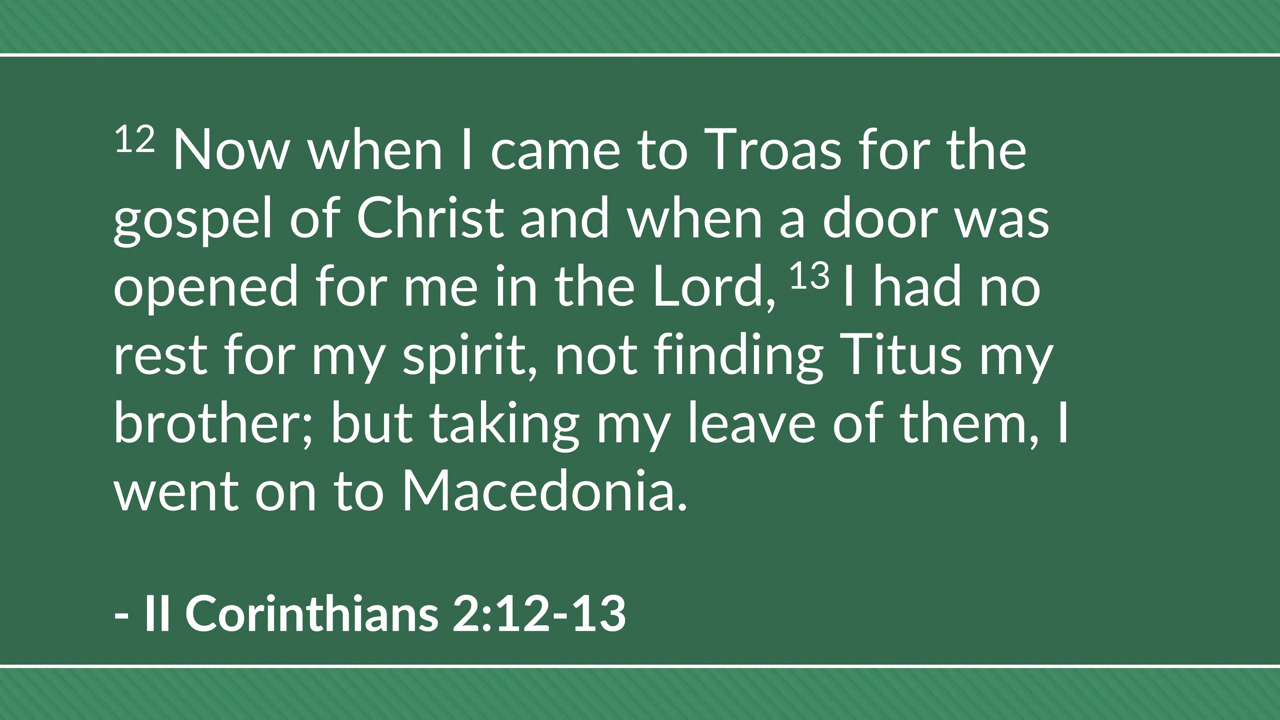 12 Now when I came to Troas for the
gospel of Christ and when a door was
opened for me in the Lord, 13 I had no
rest for my spirit, not finding Titus my
brother; but taking my leave of them, I
went on to Macedonia.
- II Corinthians 2:12-13